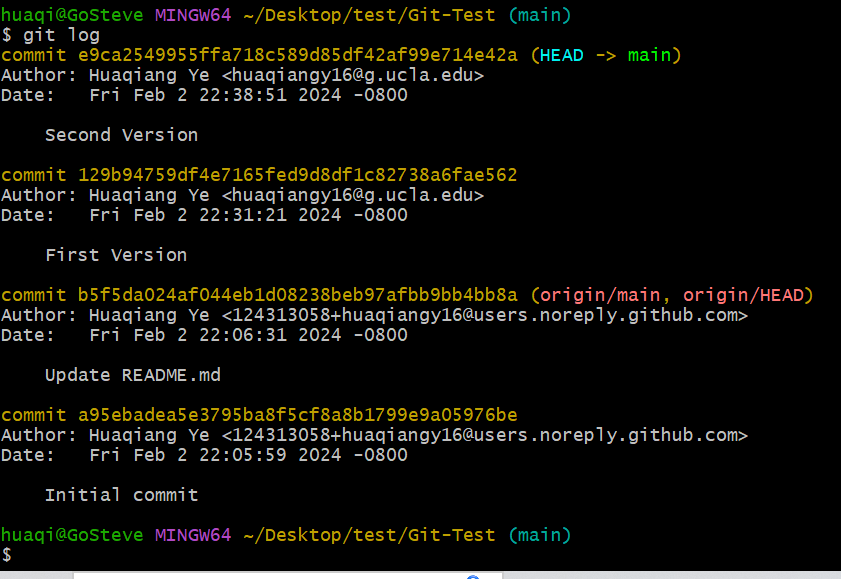 huaqi@GoSteve MINGW64 ~/Desktop/test/Git-Test (main)
$ git log
commit e9ca2549955ffa718c589d85df42af99e714e42a (HEAD -> main)
Author: Huaqiang Ye <huaqiangy16@g.ucla.edu>
Date:   Fri Feb 2 22:38:51 2024 -0800
    Second Version
commit 129b94759df4e7165fed9d8df1c82738a6fae562
Author: Huaqiang Ye <huaqiangy16@g.ucla.edu>
Date:   Fri Feb 2 22:31:21 2024 -0800
    First Version
commit b5f5da024af044eb1d08238beb97afbb9bb4bb8a (origin/main, origin/HEAD)
Author: Huaqiang Ye <124313058+huaqiangy16@users.noreply.github.com>
Date:   Fri Feb 2 22:06:31 2024 -0800
    Update README.md
commit a95ebadea5e3795ba8f5cf8a8b1799e9a05976be
Author: Huaqiang Ye <124313058+huaqiangy16@users.noreply.github.com>
Date:   Fri Feb 2 22:05:59 2024 -0800
    Initial commit
huaqi@GoSteve MINGW64 ~/Desktop/test/Git-Test (main)
$